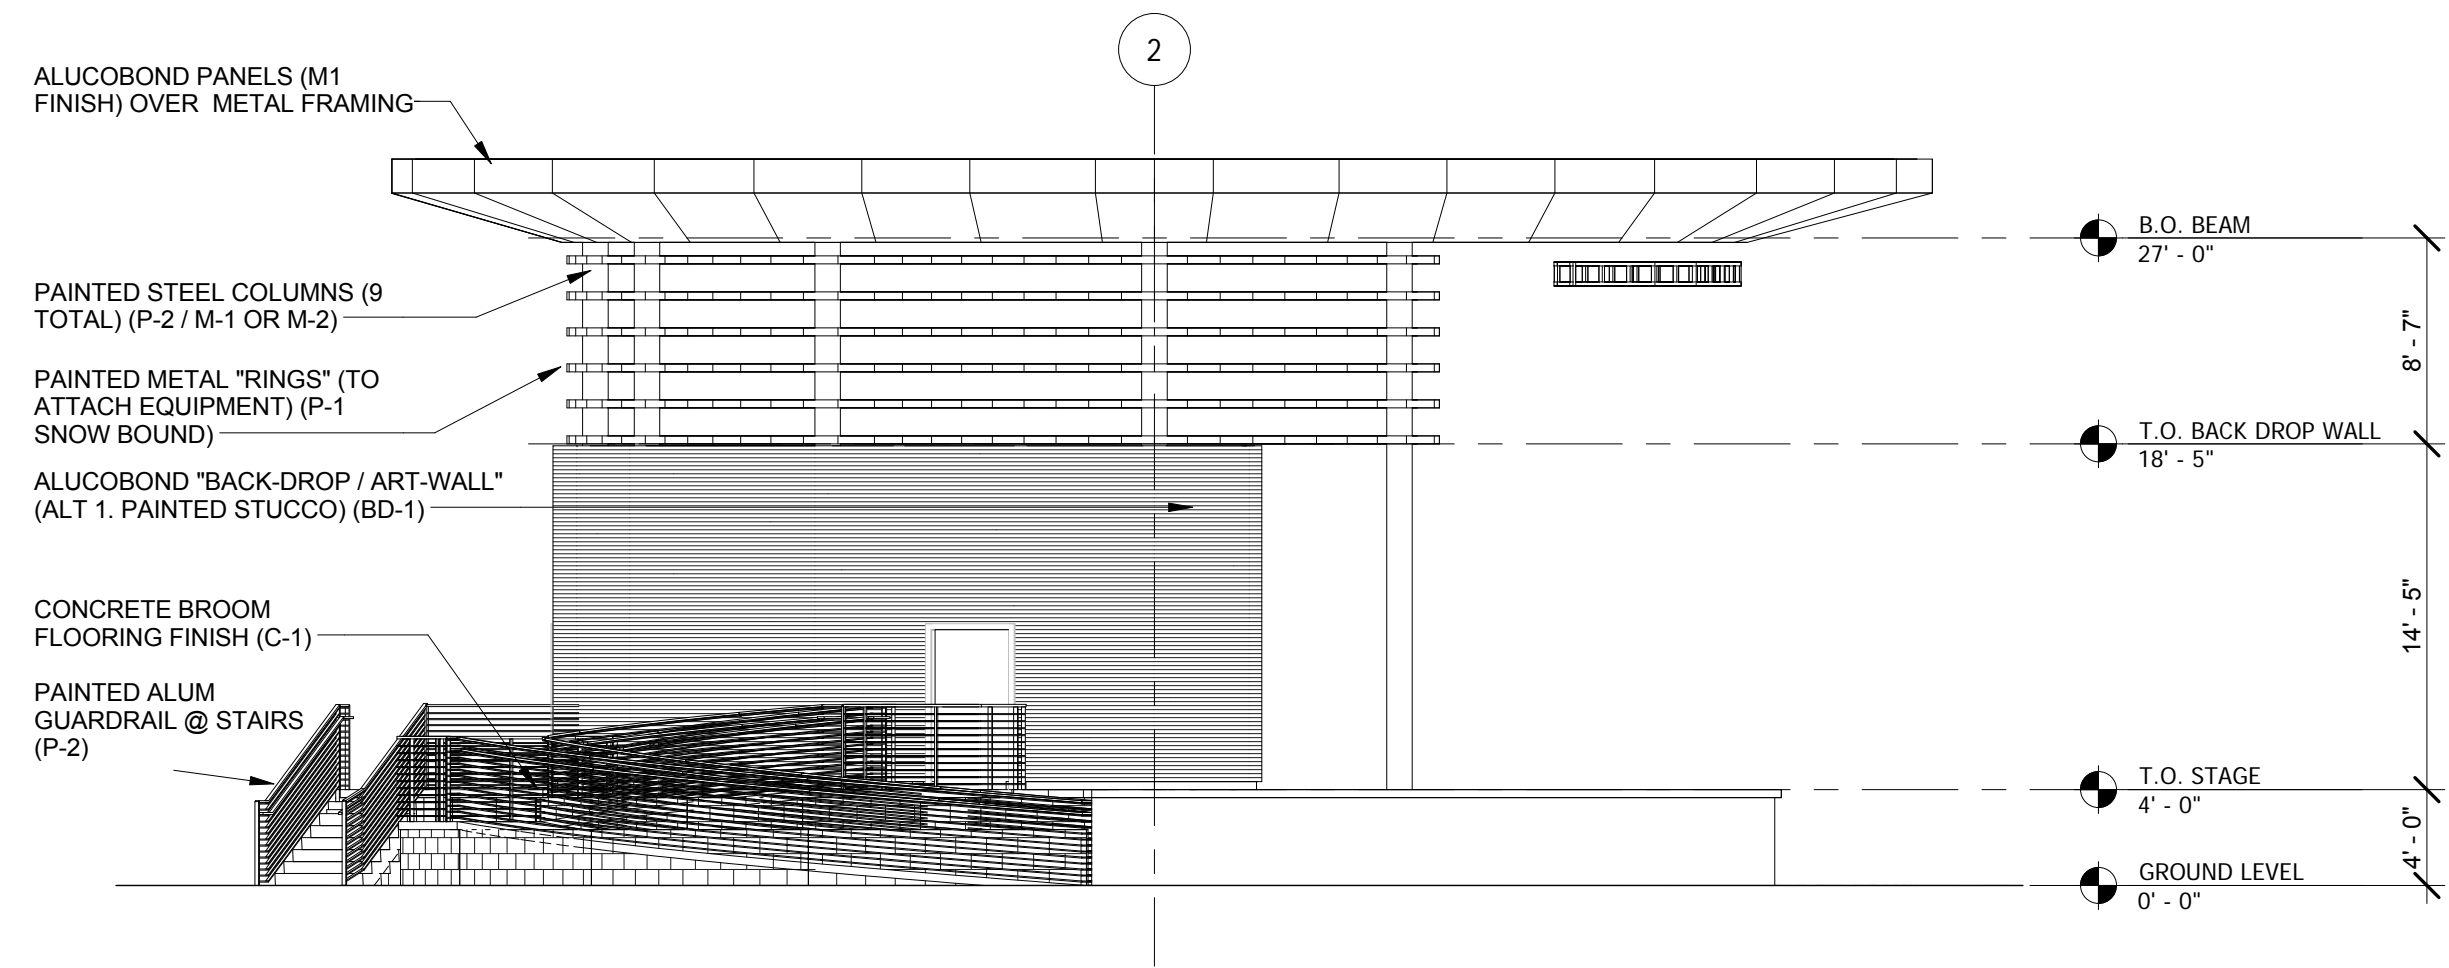 2
ALUCOBOND PANELS (M1
FINISH) OVER METAL FRAMING
PAINTED STEEL COLUMNS (9
TOTAL) (P-2 / M-1 OR M-2)
PAINTED METAL "RINGS" (TO
ATTACH EQUIPMENT) (P-1
SNOW BOUND)
ALUCOBOND "BACK-DROP / ART-WALL"
(ALT 1. PAINTED STUCCO) (BD-1)
CONCRETE BROOM
FLOORING FINISH (C-1)
PAINTED ALUM
GUARDRAIL @ STAIRS
(P-2)
B.O. BEAM
27' - 0"
8' - 7"
T.O. BACK DROP WALL
18' - 5"
14' - 5"
T.O. STAGE
4' - 0"
4' - 0"
GROUND LEVEL
0' - 0"